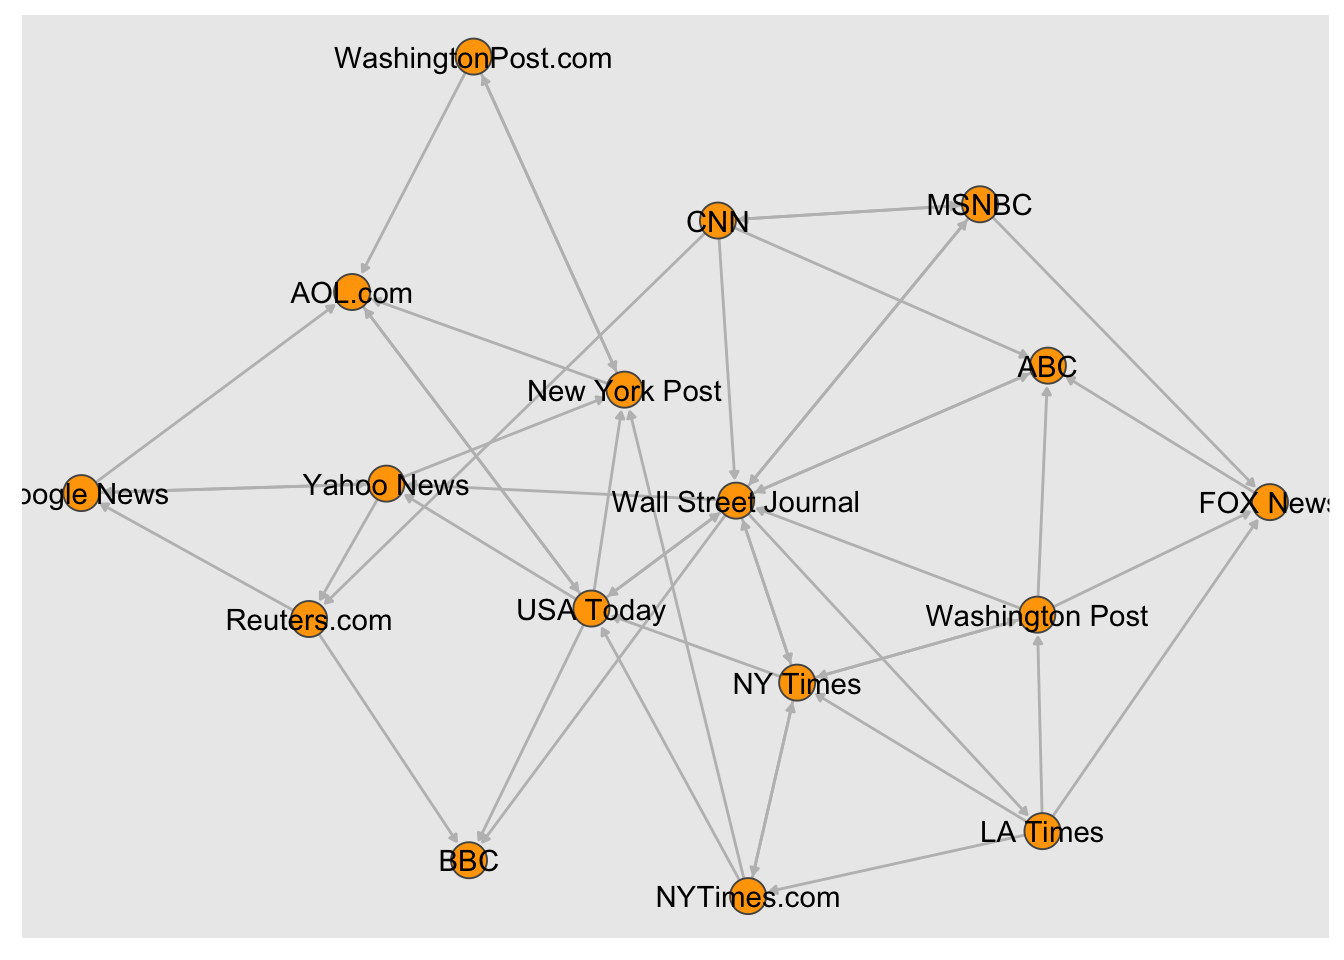 WashingtonPost.com
MSNBC
CNN
AOL.com
ABC
New York Post
oogle News
Yahoo News
Wall Street Journal
FOX News
Reuters.com
USA Today
Washington Post
NY Times
LA Times
BBC
NYTimes.com